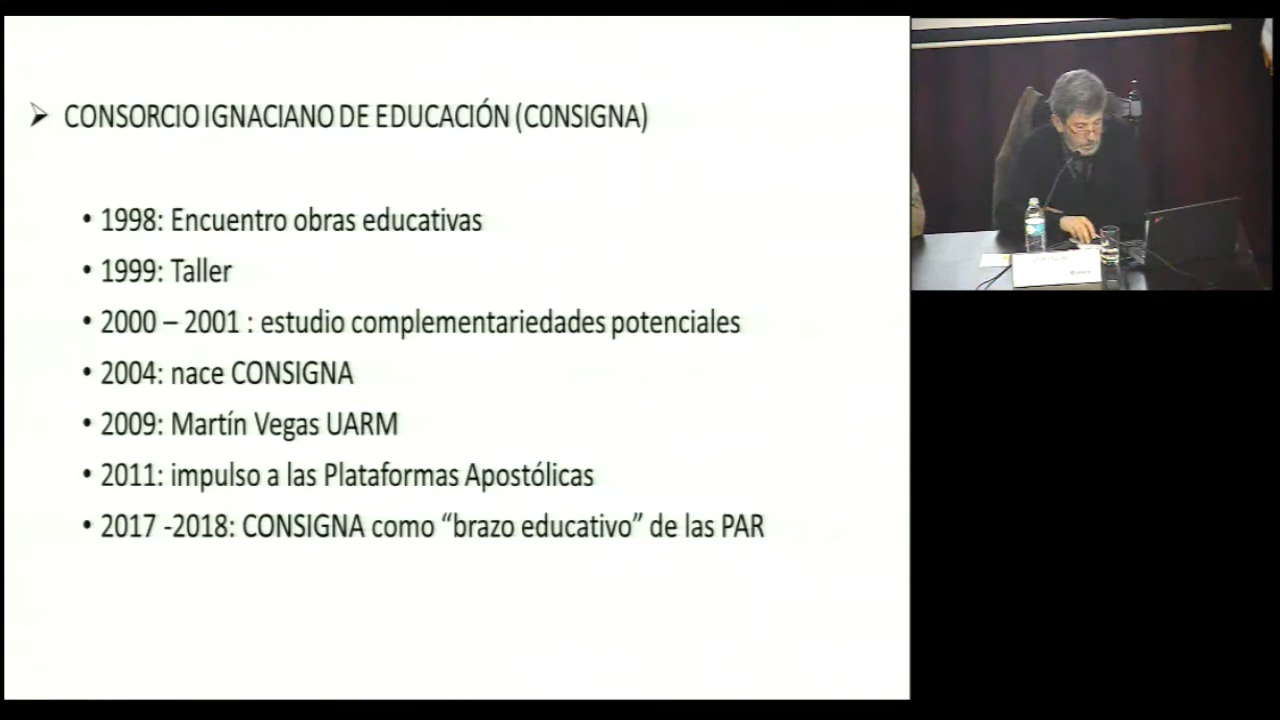 ➢ CONSORCIO IGNACIANO DE EDUCACIÓN (CONSIGNA)
• 1998: Encuentro obras educativas
• 1999: Taller
• 2000 – 2001 : estudio complementariedades potenciales
• 2004: nace CONSIGNA
• 2009: Martín Vegas UARM
• 2011: impulso a las Plataformas Apostólicas
• 2017 -2018: CONSIGNA como “brazo educativo” de las PAR